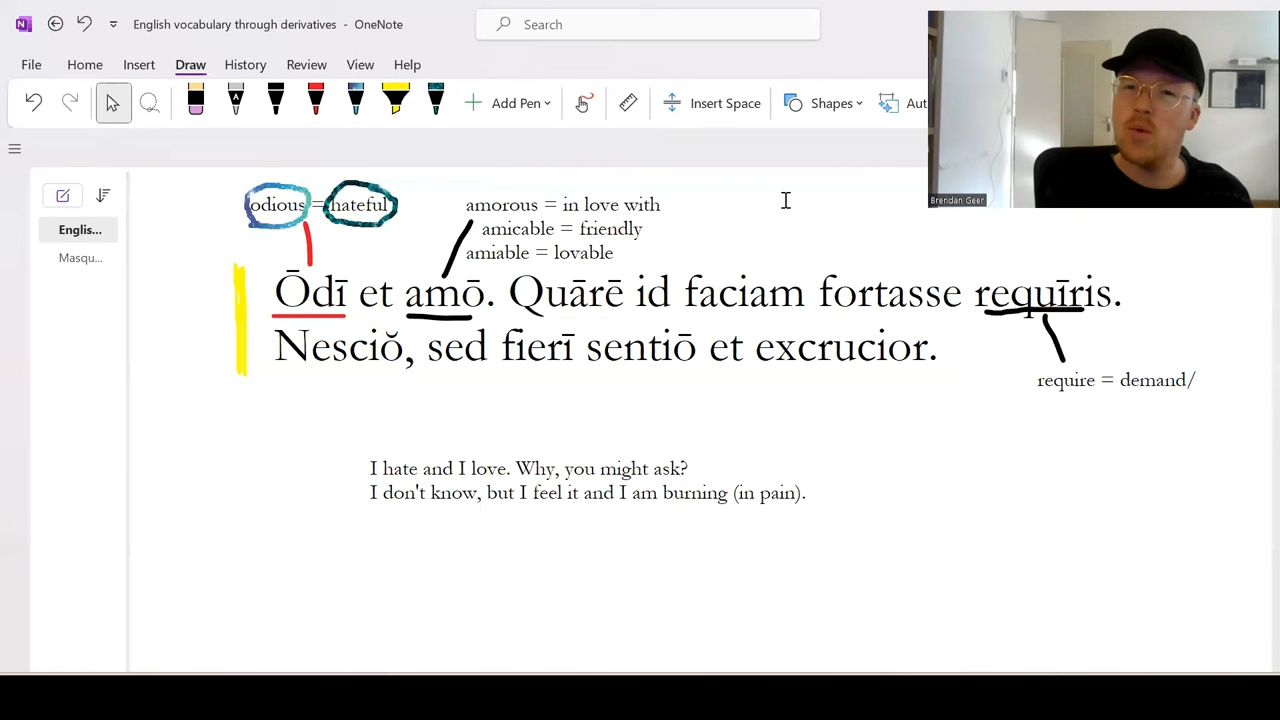 English vocabulary through derivatives • OneNote
Search
File Home Insert Draw History Review View Help
Add Pen Insert Space Shapes Aut
Brendan Geer
Englis...
Masqu...
odious = hateful
amorous = in love with
amicable = friendly
amiable = lovable
Ōdī et amō. Quārē id faciam fortasse requīris.
Nesciŏ, sed fierī sentiō et excrucior.
require = demand/
I hate and I love. Why, you might ask?
I don't know, but I feel it and I am burning (in pain).